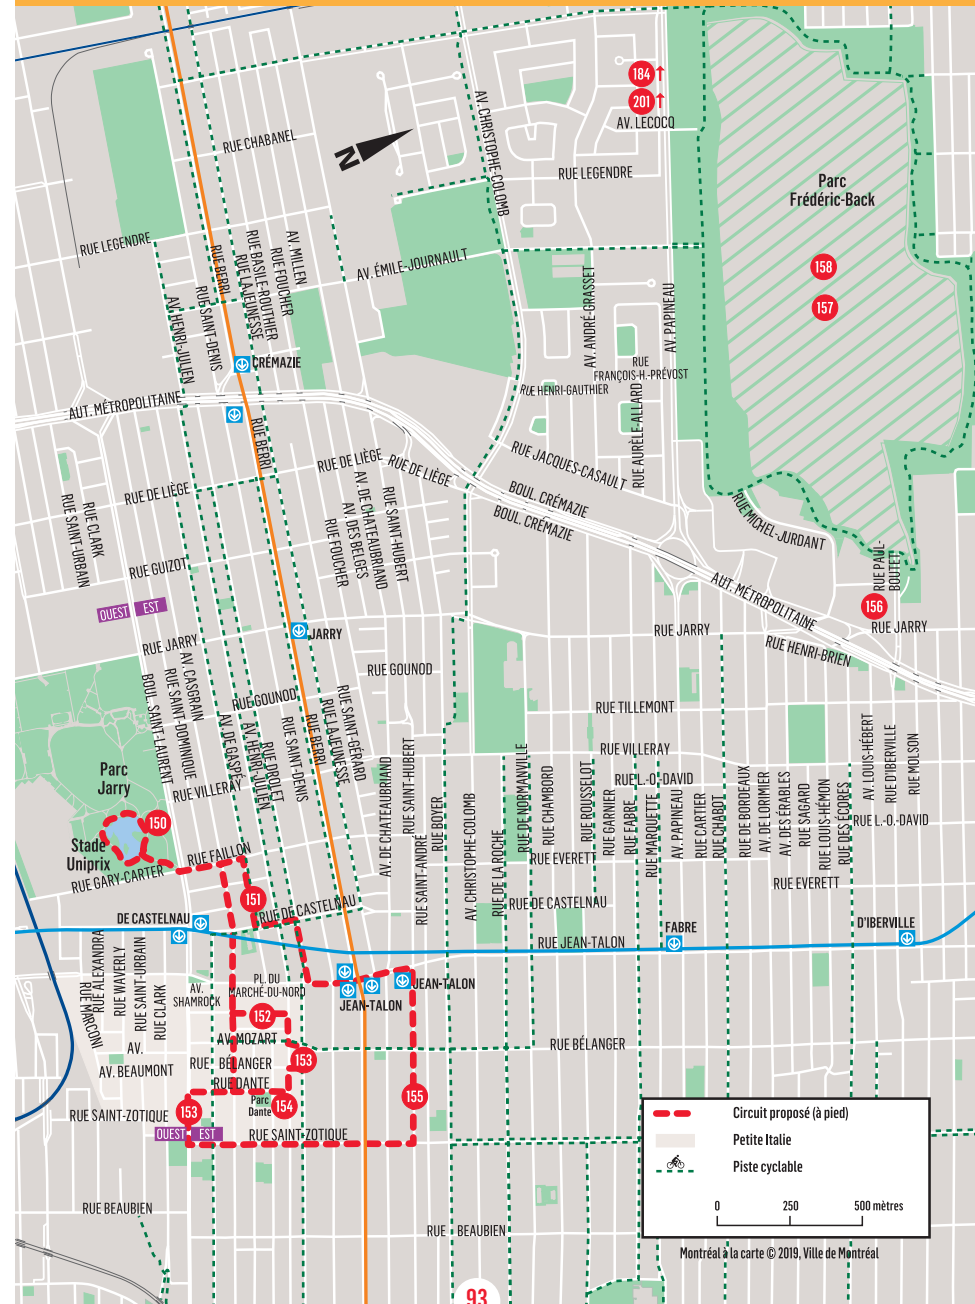 184
201
AV. LECOCQ
AV. CHRISTOPHE-COLOMB
RUE CHABANEL
N
RUE LEGENDRE
Parc
Frédéric-Back
RUE LEGENDRE
AV. ÉMILE-JOURNAULT
RUE BERRI
AV. MILLEN
RUE FOUCHER
RUE BASILE-ROUTHIER
RUE LAJEUNESSE
158
157
AV. HENRI-JULIEN
RUE SAINT-DENIS
AV. ANDRÉ-GRASSET
AV. PAPINEAU
CRÉMAZIE
RUE
FRANÇOIS-H.-PRÉVOST
RUE HENRI-GAUTHIER
RUE AURÈLE-ALLARD
AUT. MÉTROPOLITAINE
RUE BERRI
RUE JACQUES-CASAULT
RUE DE LIÈGE
RUE DE LIÈGE
RUE DE LIÈGE
BOUL. CRÉMAZIE
BOUL. CRÉMAZIE
RUE CLARK
RUE SAINT-URBAIN
RUE SAINT-HUBERT
AV. DE CHATEAUBRIAND
AV. DES BELGES
RUE FOUCHER
RUE MICHEL-JURDANT
RUE PAUL-
BOUTET
RUE GUIZOT
AUT. MÉTROPOLITAINE
156
OUEST
EST
RUE JARRY
JARRY
RUE JARRY
RUE JARRY
RUE HENRI-BRIEN
RUE GOUNOD
RUE GOUNOD
BOUL. SAINT-LAURENT
RUE SAINT-DOMINIQUE
AV. CASGRAIN
AV. DE GASPÉ
AV. HENRI-JULIEN
RUE DROLET
RUE SAINT-DENIS
RUE BERRI
RUE LAJEUNESSE
RUE SAINT-GÉRARD
RUE TILLEMONT
RUE VILLERAY
RUE VILLERAY
RUE L.-O.-DAVID
RUE L.-O.-DAVID
Parc
Jarry
150
Stade
Uniprix
RUE GARY-CARTER
RUE FAILLON
AV. DE CHATEAUBRIAND
RUE SAINT-HUBERT
RUE SAINT-ANDRÉ
RUE BOYER
AV. CHRISTOPHE-COLOMB
RUE DE LA ROCHE
RUE DE NORMANVILLE
RUE CHAMBORD
RUE ROUSSELOT
RUE GARNIER
RUE FABRE
RUE MARQUETTE
AV. PAPINEAU
RUE CARTIER
RUE CHABOT
RUE DE BORDEAUX
AV. DE LORIMIER
AV. DES ÉRABLES
RUE SAGARD
RUE LOUIS-HÉMON
RUE DES ÉCORES
AV. LOUIS-HÉBERT
RUE D'IBERVILLE
RUE MOLSON
RUE EVERETT
RUE EVERETT
151
RUE DE CASTELNAU
RUE DE CASTELNAU
DE CASTELNAU
FABRE
D'IBERVILLE
RUE JEAN-TALON
RUE MARCONI
RUE ALEXANDRA
RUE WAVERLY
RUE SAINT-URBAIN
RUE CLARK
AV.
SHAMROCK
PL. DU
MARCHÉ-DU-NORD
JEAN-TALON
JEAN-TALON
152
AV. MOZART
AV.
RUE BÉLANGER
RUE BÉLANGER
153
AV. BEAUMONT
RUE DANTE
Parc
Dante
154
155
RUE SAINT-ZOTIQUE
153
OUEST
EST
RUE SAINT-ZOTIQUE
RUE BEAUBIEN
RUE BEAUBIEN
Circuit proposé (à pied)
Petite Italie
Piste cyclable
0 250 500 mètres
Montréal à la carte © 2019, Ville de Montréal
93